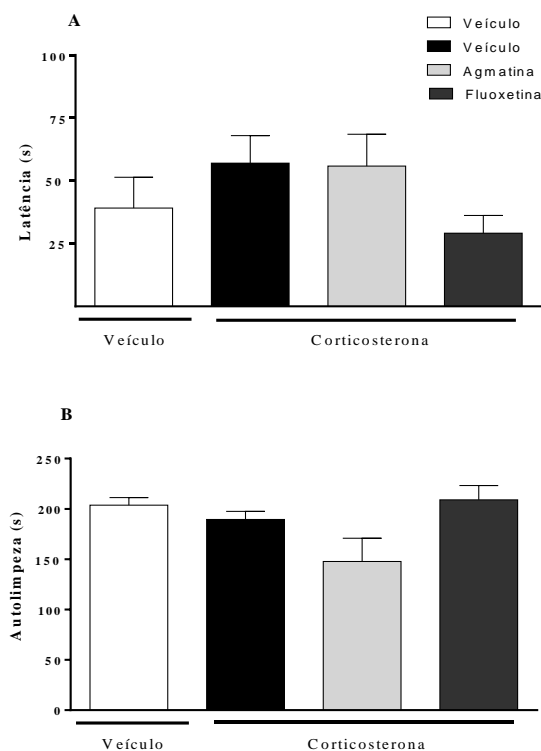 A
Veículo
Veículo
Agmatina
Fluoxetina
100
75
50
25
Latência (s)
Veículo
Corticosterona
B
250
200
150
100
50
0
Autolimpeza (s)
Veículo
Corticosterona